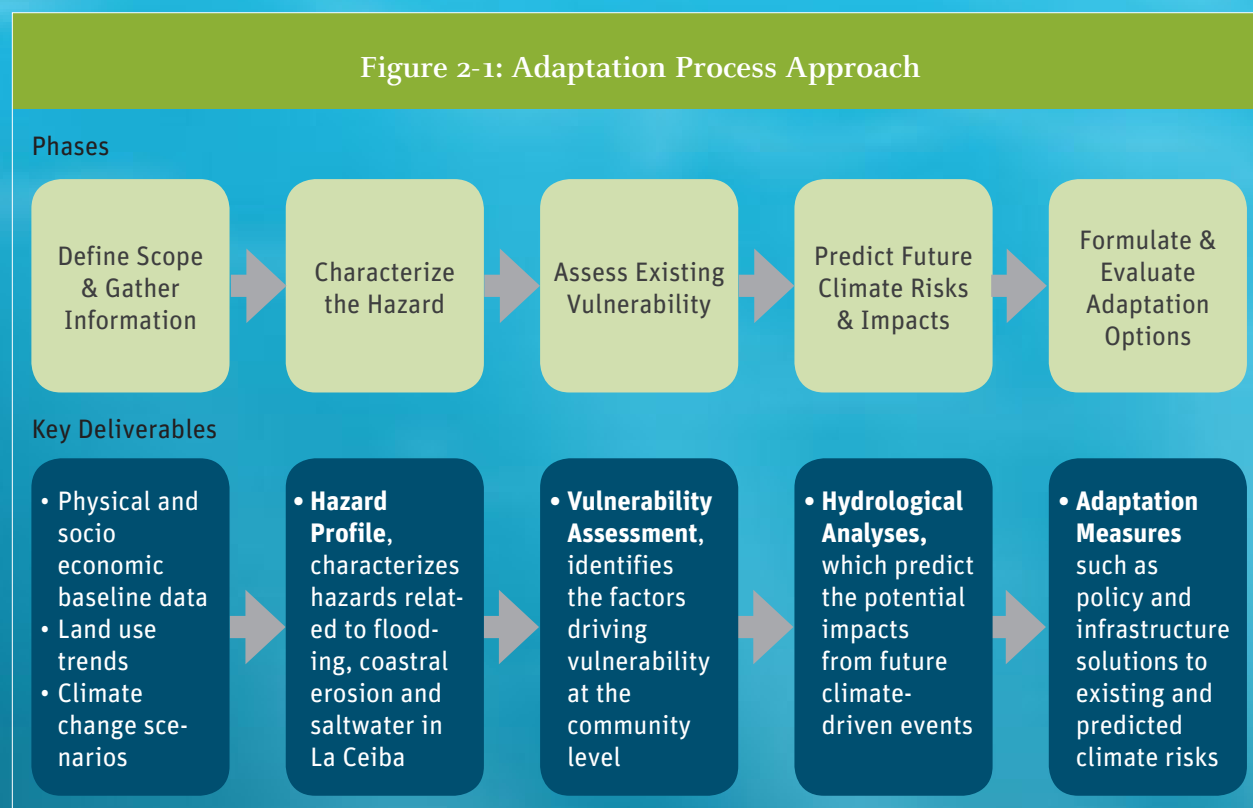 Figure 2-1: Adaptation Process Approach
Phases
Define Scope
& Gather
Information
Characterize
the Hazard
Assess Existing
Vulnerability
Predict Future
Climate Risks
& Impacts
Formulate &
Evaluate
Adaptation
Options
Key Deliverables
• Physical and
socio
economic
baseline data
• Land use
trends
• Climate
change sce-
narios
• Hazard
Profile,
characterizes
hazards relat-
ed to flood-
ing, coastral
erosion and
saltwater in
La Ceiba
• Vulnerability
Assessment,
identifies
the factors
driving
vulnerability
at the
community
level
• Hydrological
Analyses,
which predict
the potential
impacts
from future
climate-
driven events
• Adaptation
Measures
such as
policy and
infrastructure
solutions to
existing and
predicted
climate risks